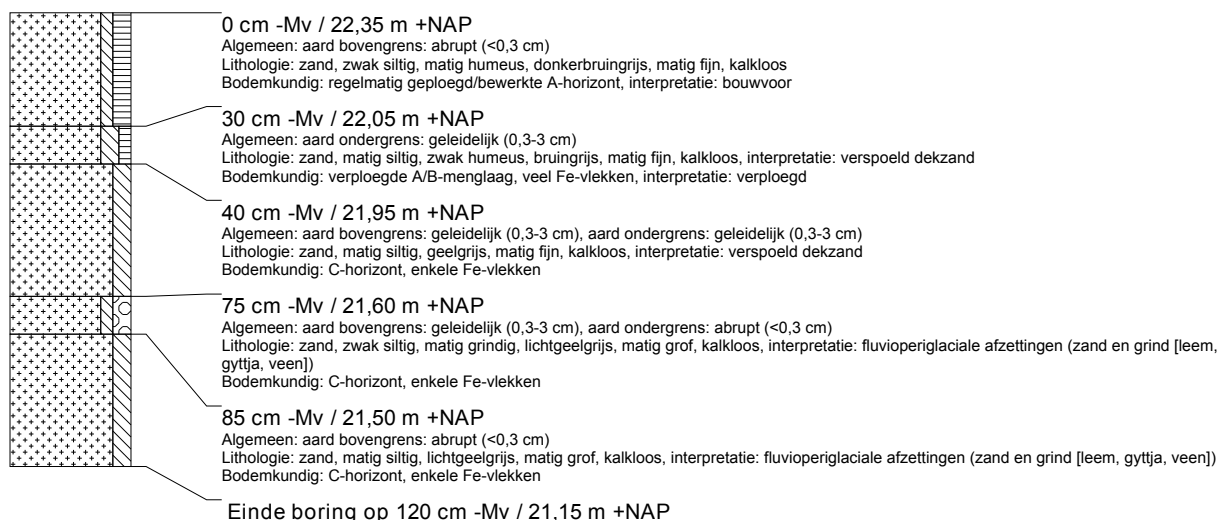 0 cm -Mv / 22,35 m +NAP
Algemeen: aard bovengrens: abrupt (<0,3 cm)
Lithologie: zand, zwak siltig, matig humeus, donkerbruingrijs, matig fijn, kalkloos
Bodemkundig: regelmatig geploegd/bewerkte A-horizont, interpretatie: bouwvoor
30 cm -Mv / 22,05 m +NAP
Algemeen: aard ondergrens: geleidelijk (0,3-3 cm)
Lithologie: zand, matig siltig, zwak humeus, bruingrijs, matig fijn, kalkloos, interpretatie: verspoeld dekzand
Bodemkundig: verploegde A/B-menglaag, veel Fe-vlekken, interpretatie: verploegd
40 cm -Mv / 21,95 m +NAP
Algemeen: aard bovengrens: geleidelijk (0,3-3 cm), aard ondergrens: geleidelijk (0,3-3 cm)
Lithologie: zand, matig siltig, geelgrijs, matig fijn, kalkloos, interpretatie: verspoeld dekzand
Bodemkundig: C-horizont, enkele Fe-vlekken
75 cm -Mv / 21,60 m +NAP
Algemeen: aard bovengrens: geleidelijk (0,3-3 cm), aard ondergrens: abrupt (<0,3 cm)
Lithologie: zand, zwak siltig, matig grindig, lichtgeelgrijs, matig grof, kalkloos, interpretatie: fluvioperiglaciale afzettingen (zand en grind [leem,
gyttja, veen])
Bodemkundig: C-horizont, enkele Fe-vlekken
85 cm -Mv / 21,50 m +NAP
Algemeen: aard bovengrens: abrupt (<0,3 cm)
Lithologie: zand, matig siltig, lichtgeelgrijs, matig grof, kalkloos, interpretatie: fluvioperiglaciale afzettingen (zand en grind [leem, gyttja, veen])
Bodemkundig: C-horizont, enkele Fe-vlekken
Einde boring op 120 cm -Mv / 21,15 m +NAP